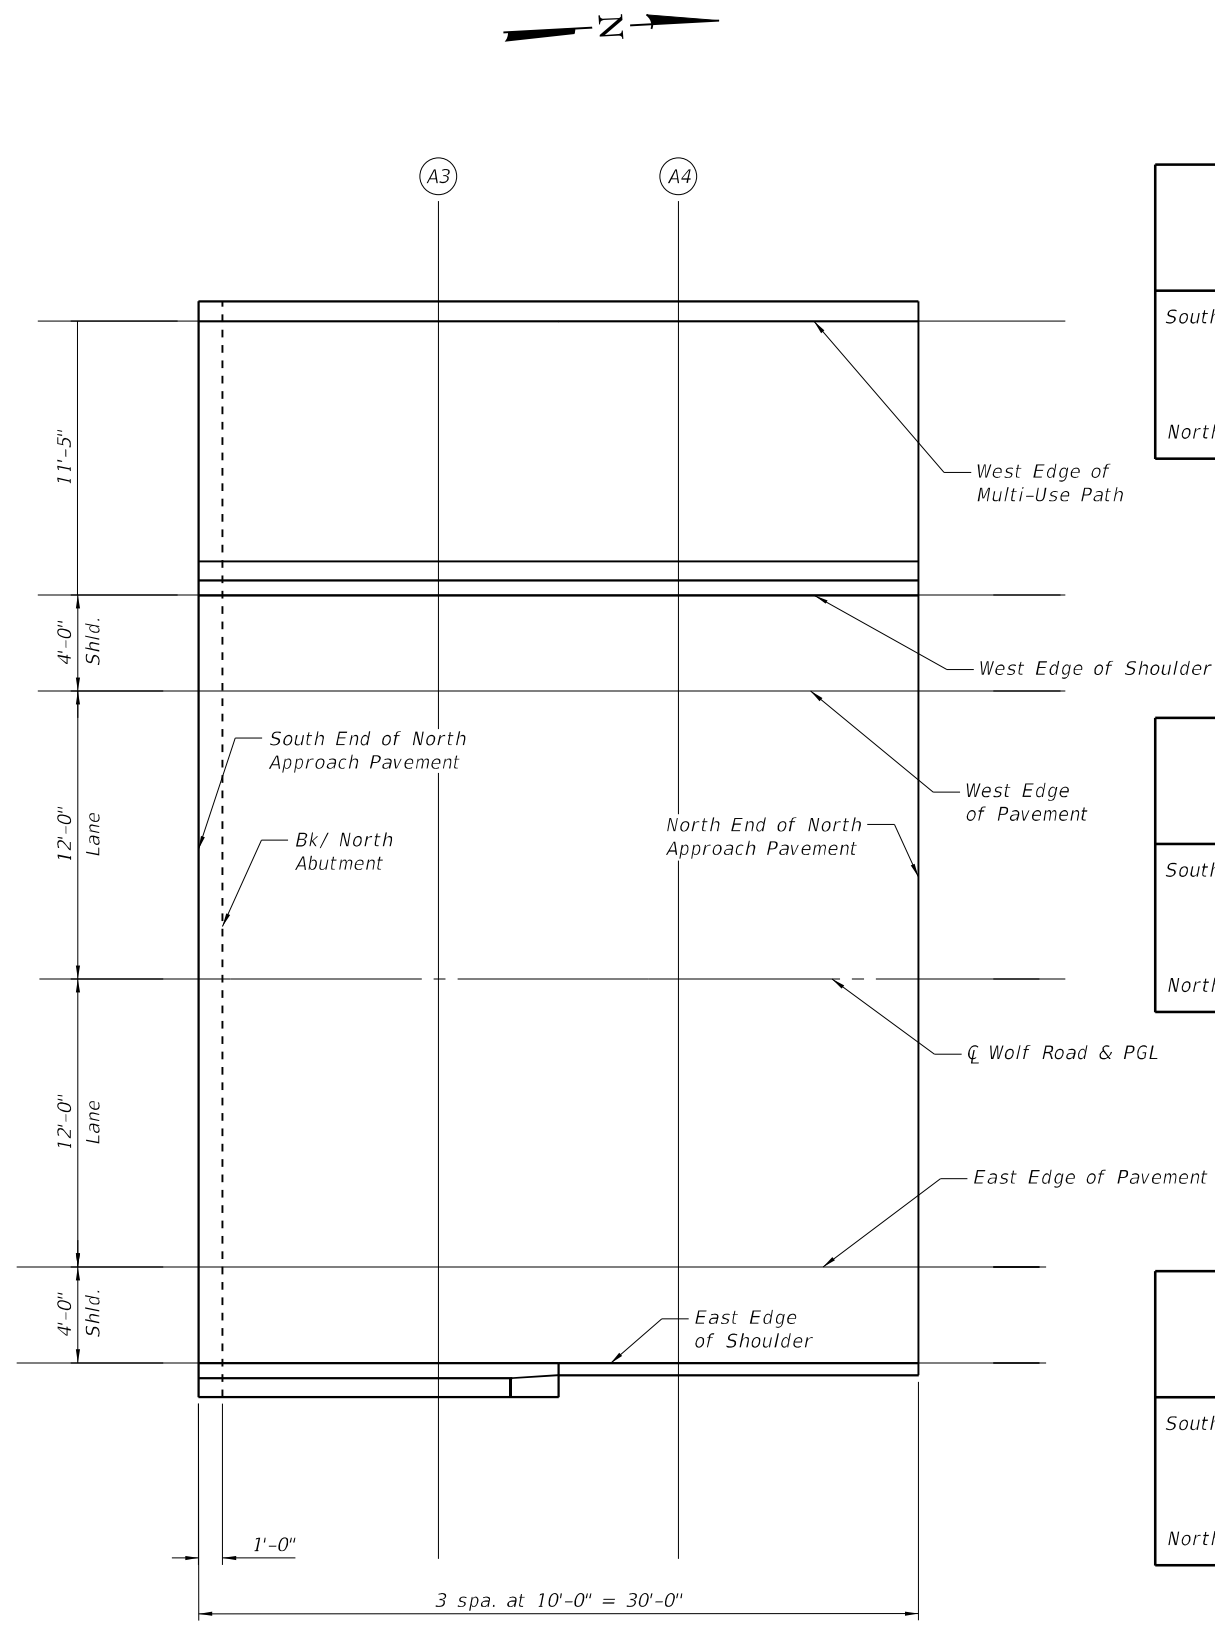 N
A3
A4
South
North
11'-5"
West Edge of
Multi-Use Path
4'-0"
Shld.
West Edge of Shoulder
South End of North
Approach Pavement
West Edge
of Pavement
12'-0"
Lane
Bk/ North
Abutment
North End of North
Approach Pavement
South
North
℄ Wolf Road & PGL
12'-0"
Lane
East Edge of Pavement
4'-0"
Shld.
East Edge
of Shoulder
South
North
1'-0"
3 spa. at 10'-0" = 30'-0"